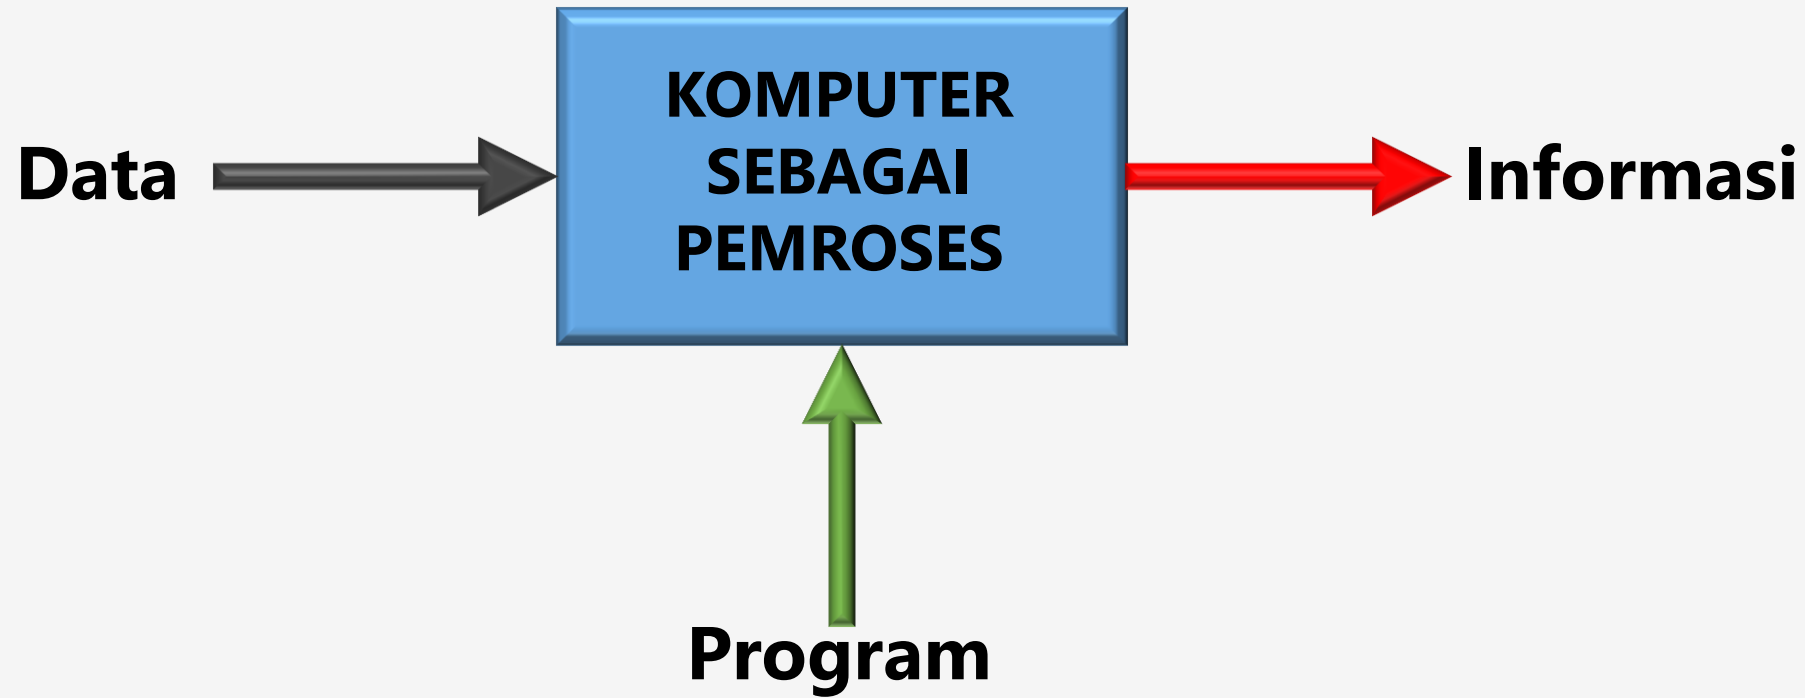 Data
KOMPUTER
SEBAGAI
PEMROSES
Informasi
Program